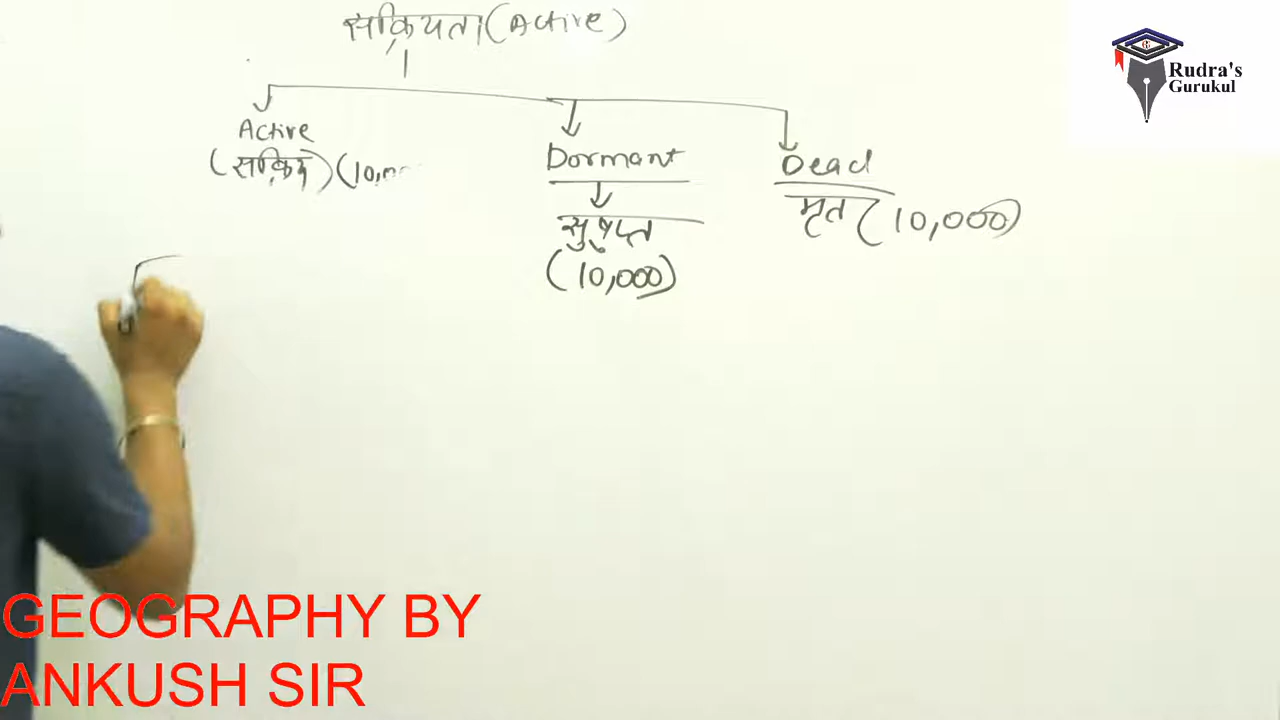 सक्रियता (Active)
Active
(सक्रिय)
Dormant
सुषुप्त
(10,000)
Dead
मृत (10,000)
Rudra's
Gurukul
GEOGRAPHY BY
ANKUSH SIR